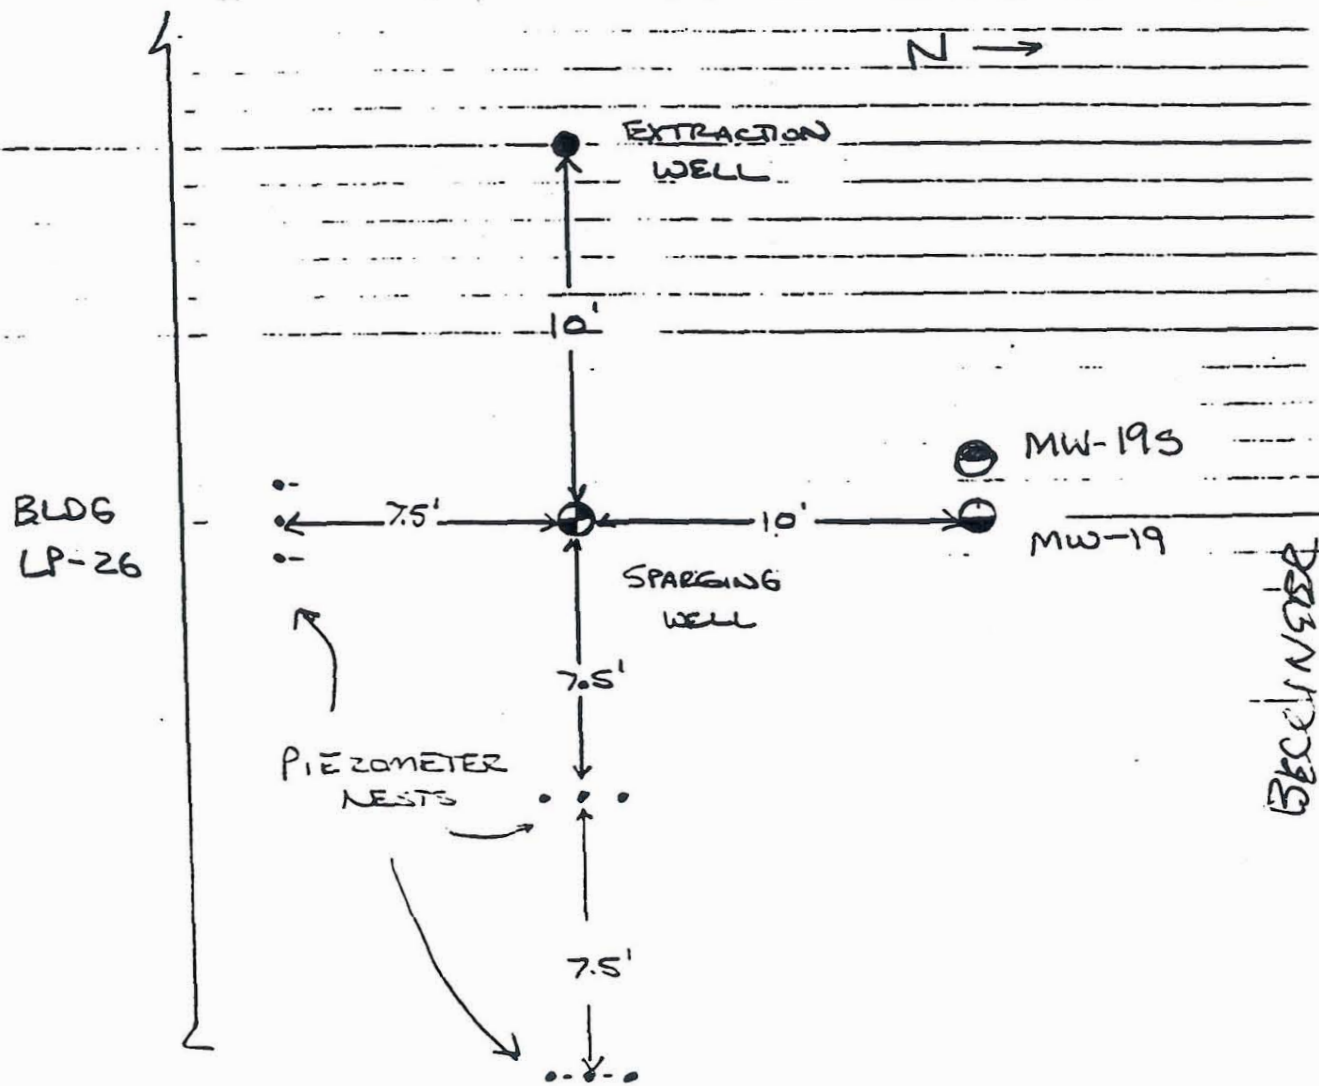 N
EXTRACTION
WELL
10'
MW-19S
BLDG
LP-26
7.5'
10'
MW-19
SPARGING
WELL
7.5'
PIEZOMETER
NESTS
7.5'